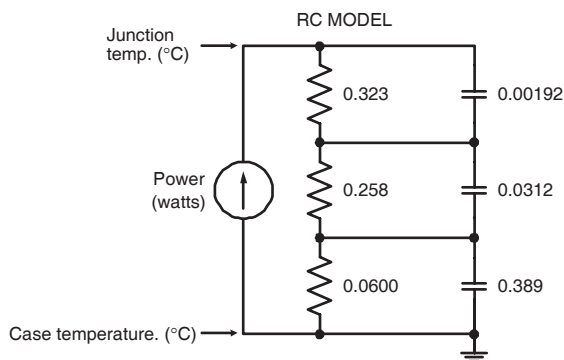 RC MODEL
Junction
temp. (°C)
0.323
0.00192
Power
(watts)
0.258
0.0312
0.0600
0.389
Case temperature. (°C)